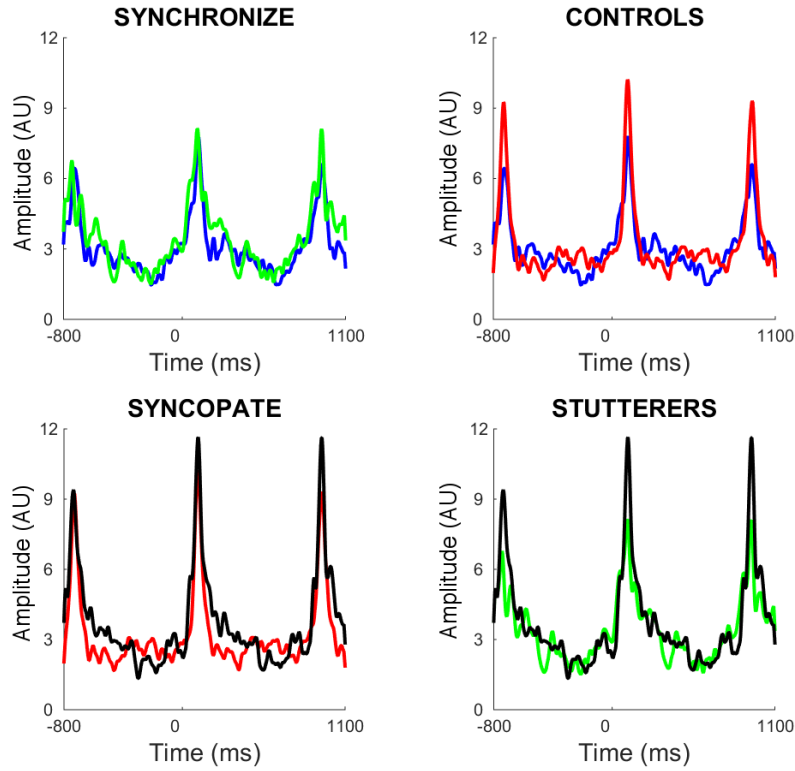 SYNCHRONIZE
12
9
6
3
0
Amplitude (AU)
-800
0
1100
Time (ms)
CONTROLS
12
9
6
3
0
Amplitude (AU)
-800
0
1100
Time (ms)
SYNCOPATE
12
9
6
3
0
Amplitude (AU)
-800
0
1100
Time (ms)
STUTTERERS
12
9
6
3
0
Amplitude (AU)
-800
0
1100
Time (ms)